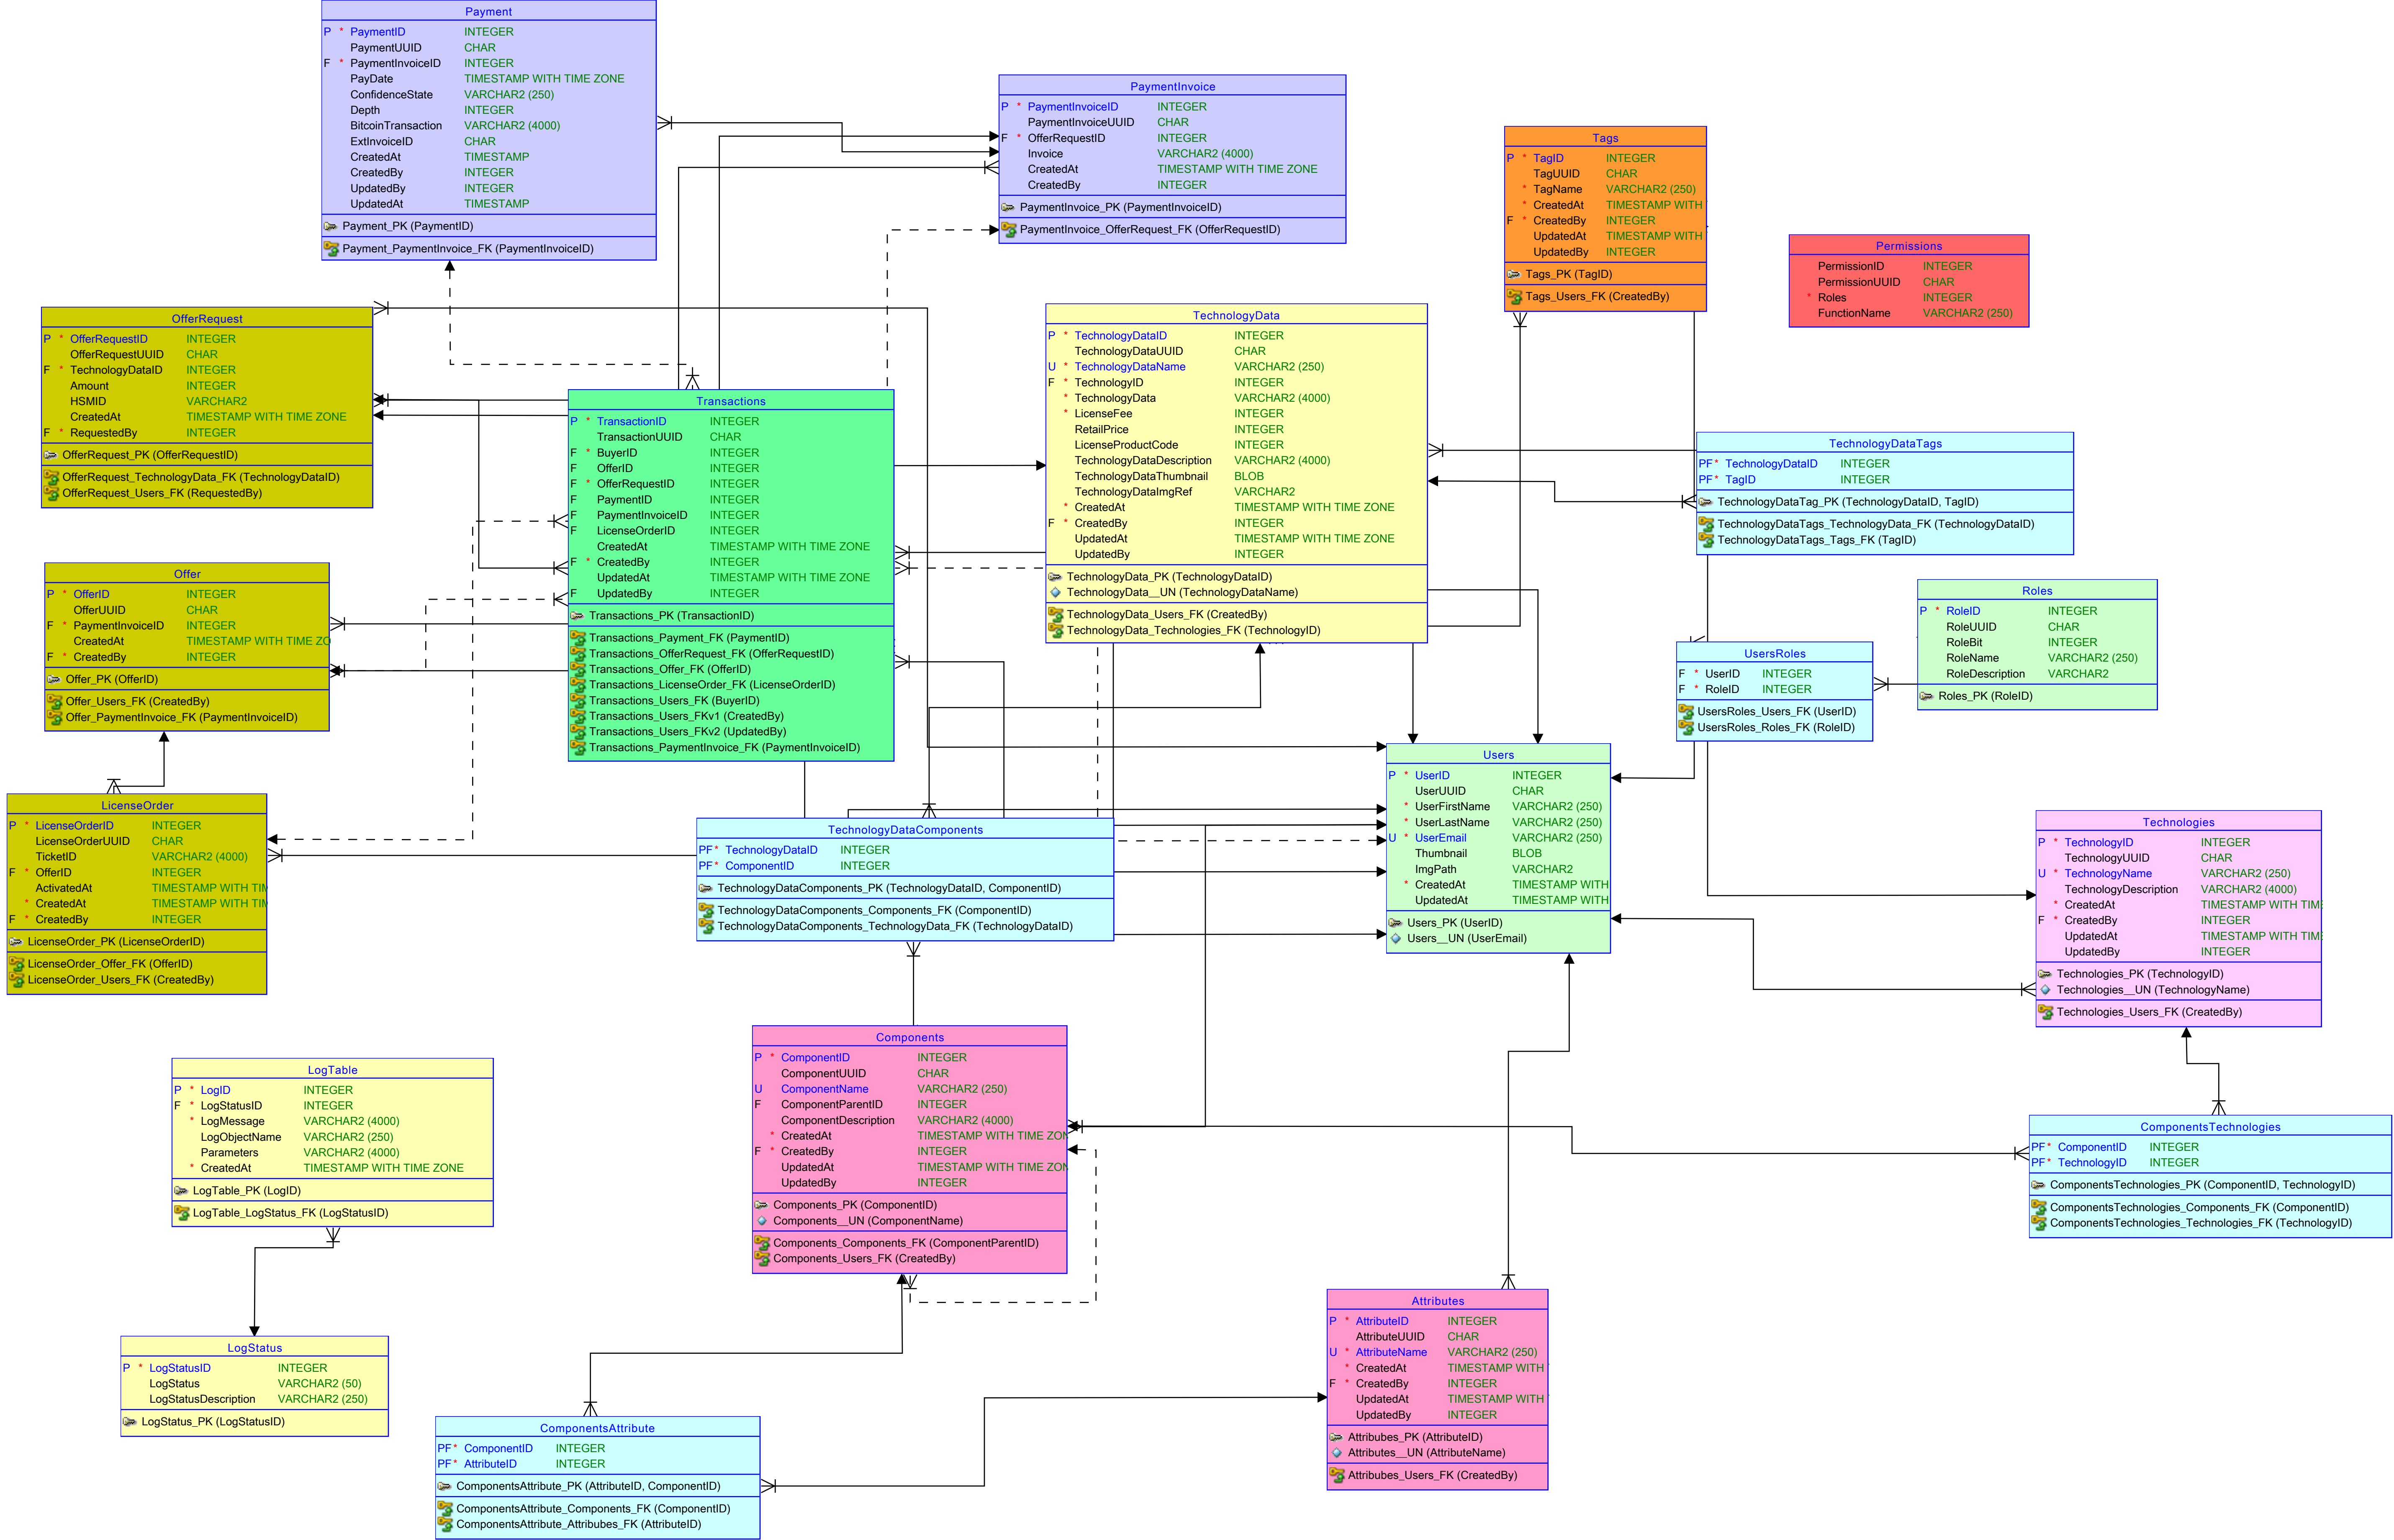 Payment
P * PaymentID INTEGER
PaymentUUID CHAR
F * PaymentInvoiceID INTEGER
PayDate TIMESTAMP WITH TIME ZONE
ConfidenceState VARCHAR2 (250)
Depth INTEGER
BitcoinTransaction VARCHAR2 (4000)
ExtInvoiceID CHAR
CreatedAt TIMESTAMP
CreatedBy INTEGER
UpdatedBy INTEGER
UpdatedAt TIMESTAMP
Payment_PK (PaymentID)
Payment_PaymentInvoice_FK (PaymentInvoiceID)
PaymentInvoice
P * PaymentInvoiceID INTEGER
PaymentInvoiceUUID CHAR
F * OfferRequestID INTEGER
Invoice VARCHAR2 (4000)
CreatedAt TIMESTAMP WITH TIME ZONE
CreatedBy INTEGER
PaymentInvoice_PK (PaymentInvoiceID)
PaymentInvoice_OfferRequest_FK (OfferRequestID)
Tags
P * TagID INTEGER
TagUUID CHAR
* TagName VARCHAR2 (250)
* CreatedAt TIMESTAMP WITH
F * CreatedBy INTEGER
UpdatedAt TIMESTAMP WITH
UpdatedBy INTEGER
Tags_PK (TagID)
Tags_Users_FK (CreatedBy)
Permissions
PermissionID INTEGER
PermissionUUID CHAR
* Roles INTEGER
FunctionName VARCHAR2 (250)
OfferRequest
P * OfferRequestID INTEGER
OfferRequestUUID CHAR
F * TechnologyDataID INTEGER
Amount INTEGER
HSMID VARCHAR2
CreatedAt TIMESTAMP WITH TIME ZONE
F * RequestedBy INTEGER
OfferRequest_PK (OfferRequestID)
OfferRequest_TechnologyData_FK (TechnologyDataID)
OfferRequest_Users_FK (RequestedBy)
Transactions
P * TransactionID INTEGER
TransactionUUID CHAR
F * BuyerID INTEGER
F OfferID INTEGER
F * OfferRequestID INTEGER
F PaymentID INTEGER
F PaymentInvoiceID INTEGER
F LicenseOrderID INTEGER
CreatedAt TIMESTAMP WITH TIME ZONE
F * CreatedBy INTEGER
UpdatedAt TIMESTAMP WITH TIME ZONE
F UpdatedBy INTEGER
Transactions_PK (TransactionID)
Transactions_Payment_FK (PaymentID)
Transactions_OfferRequest_FK (OfferRequestID)
Transactions_Offer_FK (OfferID)
Transactions_LicenseOrder_FK (LicenseOrderID)
Transactions_Users_FK (BuyerID)
Transactions_Users_FKv1 (CreatedBy)
Transactions_Users_FKv2 (UpdatedBy)
Transactions_PaymentInvoice_FK (PaymentInvoiceID)
TechnologyData
P * TechnologyDataID INTEGER
TechnologyDataUUID CHAR
U * TechnologyDataName VARCHAR2 (250)
F * TechnologyID INTEGER
* TechnologyData VARCHAR2 (4000)
* LicenseFee INTEGER
RetailPrice INTEGER
LicenseProductCode INTEGER
TechnologyDataDescription VARCHAR2 (4000)
TechnologyDataThumbnail BLOB
TechnologyDataImgRef VARCHAR2
* CreatedAt TIMESTAMP WITH TIME ZONE
F * CreatedBy INTEGER
UpdatedAt TIMESTAMP WITH TIME ZONE
UpdatedBy INTEGER
TechnologyData_PK (TechnologyDataID)
TechnologyData__UN (TechnologyDataName)
TechnologyData_Users_FK (CreatedBy)
TechnologyData_Technologies_FK (TechnologyID)
TechnologyDataTags
PF* TechnologyDataID INTEGER
PF* TagID INTEGER
TechnologyDataTag_PK (TechnologyDataID, TagID)
TechnologyDataTags_TechnologyData_FK (TechnologyDataID)
TechnologyDataTags_Tags_FK (TagID)
Offer
P * OfferID INTEGER
OfferUUID CHAR
F * PaymentInvoiceID INTEGER
CreatedAt TIMESTAMP WITH TIME ZO
F * CreatedBy INTEGER
Offer_PK (OfferID)
Offer_Users_FK (CreatedBy)
Offer_PaymentInvoice_FK (PaymentInvoiceID)
Roles
P * RoleID INTEGER
RoleUUID CHAR
RoleBit INTEGER
RoleName VARCHAR2 (250)
RoleDescription VARCHAR2
Roles_PK (RoleID)
UsersRoles
F * UserID INTEGER
F * RoleID INTEGER
UsersRoles_Users_FK (UserID)
UsersRoles_Roles_FK (RoleID)
Users
P * UserID INTEGER
UserUUID CHAR
* UserFirstName VARCHAR2 (250)
* UserLastName VARCHAR2 (250)
U * UserEmail VARCHAR2 (250)
Thumbnail BLOB
ImgPath VARCHAR2
* CreatedAt TIMESTAMP WITH
UpdatedAt TIMESTAMP WITH
Users_PK (UserID)
Users__UN (UserEmail)
LicenseOrder
P * LicenseOrderID INTEGER
LicenseOrderUUID CHAR
TicketID VARCHAR2 (4000)
F * OfferID INTEGER
ActivatedAt TIMESTAMP WITH TIM
* CreatedAt TIMESTAMP WITH TIM
F * CreatedBy INTEGER
LicenseOrder_PK (LicenseOrderID)
LicenseOrder_Offer_FK (OfferID)
LicenseOrder_Users_FK (CreatedBy)
TechnologyDataComponents
PF* TechnologyDataID INTEGER
PF* ComponentID INTEGER
TechnologyDataComponents_PK (TechnologyDataID, ComponentID)
TechnologyDataComponents_Components_FK (ComponentID)
TechnologyDataComponents_TechnologyData_FK (TechnologyDataID)
Technologies
P * TechnologyID INTEGER
TechnologyUUID CHAR
U * TechnologyName VARCHAR2 (250)
TechnologyDescription VARCHAR2 (4000)
* CreatedAt TIMESTAMP WITH TIM
F * CreatedBy INTEGER
UpdatedAt TIMESTAMP WITH TIM
UpdatedBy INTEGER
Technologies_PK (TechnologyID)
Technologies__UN (TechnologyName)
Technologies_Users_FK (CreatedBy)
Components
P * ComponentID INTEGER
ComponentUUID CHAR
U ComponentName VARCHAR2 (250)
F ComponentParentID INTEGER
ComponentDescription VARCHAR2 (4000)
* CreatedAt TIMESTAMP WITH TIME ZON
F * CreatedBy INTEGER
UpdatedAt TIMESTAMP WITH TIME ZON
UpdatedBy INTEGER
Components_PK (ComponentID)
Components__UN (ComponentName)
Components_Components_FK (ComponentParentID)
Components_Users_FK (CreatedBy)
LogTable
P * LogID INTEGER
F * LogStatusID INTEGER
* LogMessage VARCHAR2 (4000)
LogObjectName VARCHAR2 (250)
Parameters VARCHAR2 (4000)
* CreatedAt TIMESTAMP WITH TIME ZONE
LogTable_PK (LogID)
LogTable_LogStatus_FK (LogStatusID)
ComponentsTechnologies
PF* ComponentID INTEGER
PF* TechnologyID INTEGER
ComponentsTechnologies_PK (ComponentID, TechnologyID)
ComponentsTechnologies_Components_FK (ComponentID)
ComponentsTechnologies_Technologies_FK (TechnologyID)
Attributes
P * AttributeID INTEGER
AttributeUUID CHAR
U * AttributeName VARCHAR2 (250)
* CreatedAt TIMESTAMP WITH
F * CreatedBy INTEGER
UpdatedAt TIMESTAMP WITH
UpdatedBy INTEGER
Attribubes_PK (AttributeID)
Attributes__UN (AttributeName)
Attribubes_Users_FK (CreatedBy)
LogStatus
P * LogStatusID INTEGER
LogStatus VARCHAR2 (50)
LogStatusDescription VARCHAR2 (250)
LogStatus_PK (LogStatusID)
ComponentsAttribute
PF* ComponentID INTEGER
PF* AttributeID INTEGER
ComponentsAttribute_PK (AttributeID, ComponentID)
ComponentsAttribute_Components_FK (ComponentID)
ComponentsAttribute_Attribubes_FK (AttributeID)